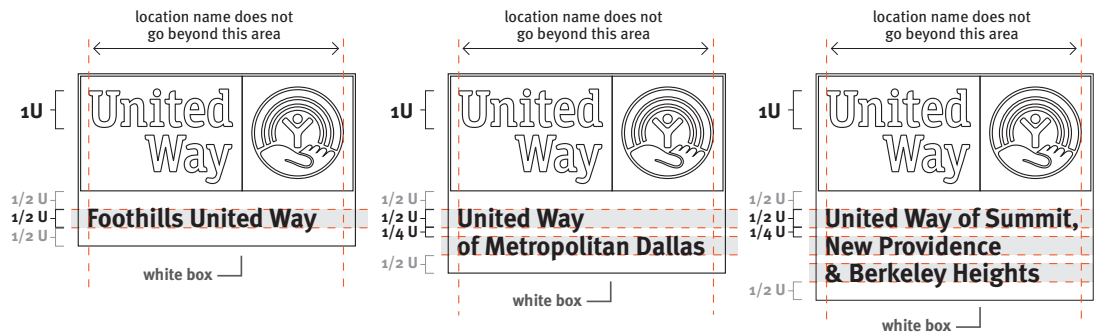 location name does not
go beyond this area
1U
United
Way
1/2 U
1/2 U
1/2 U
Foothills United Way
white box
location name does not
go beyond this area
1U
United
Way
1/2 U
1/2 U
1/4 U
1/2 U
United Way
of Metropolitan Dallas
white box
location name does not
go beyond this area
1U
United
Way
1/2 U
1/2 U
1/4 U
1/2 U
United Way of Summit,
New Providence
& Berkeley Heights
white box